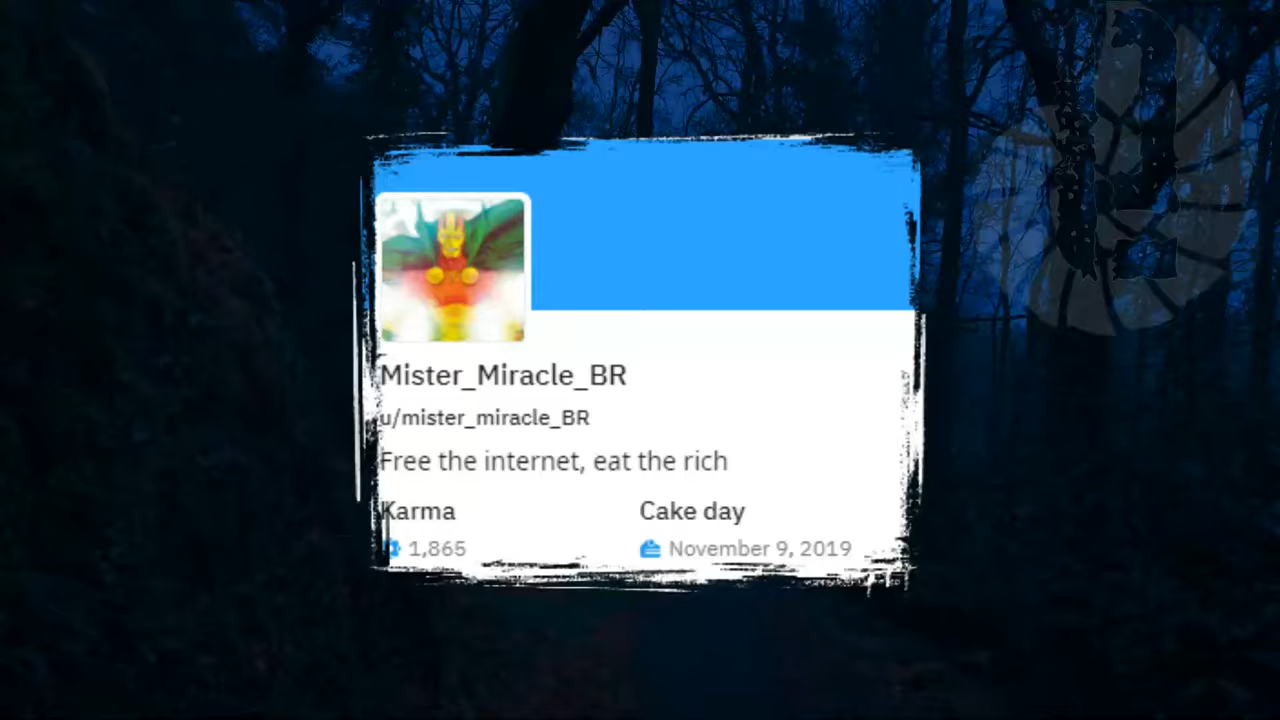 Mister_Miracle_BR
u/mister_miracle_BR
Free the internet, eat the rich
Karma
Cake day
1,865
November 9, 2019